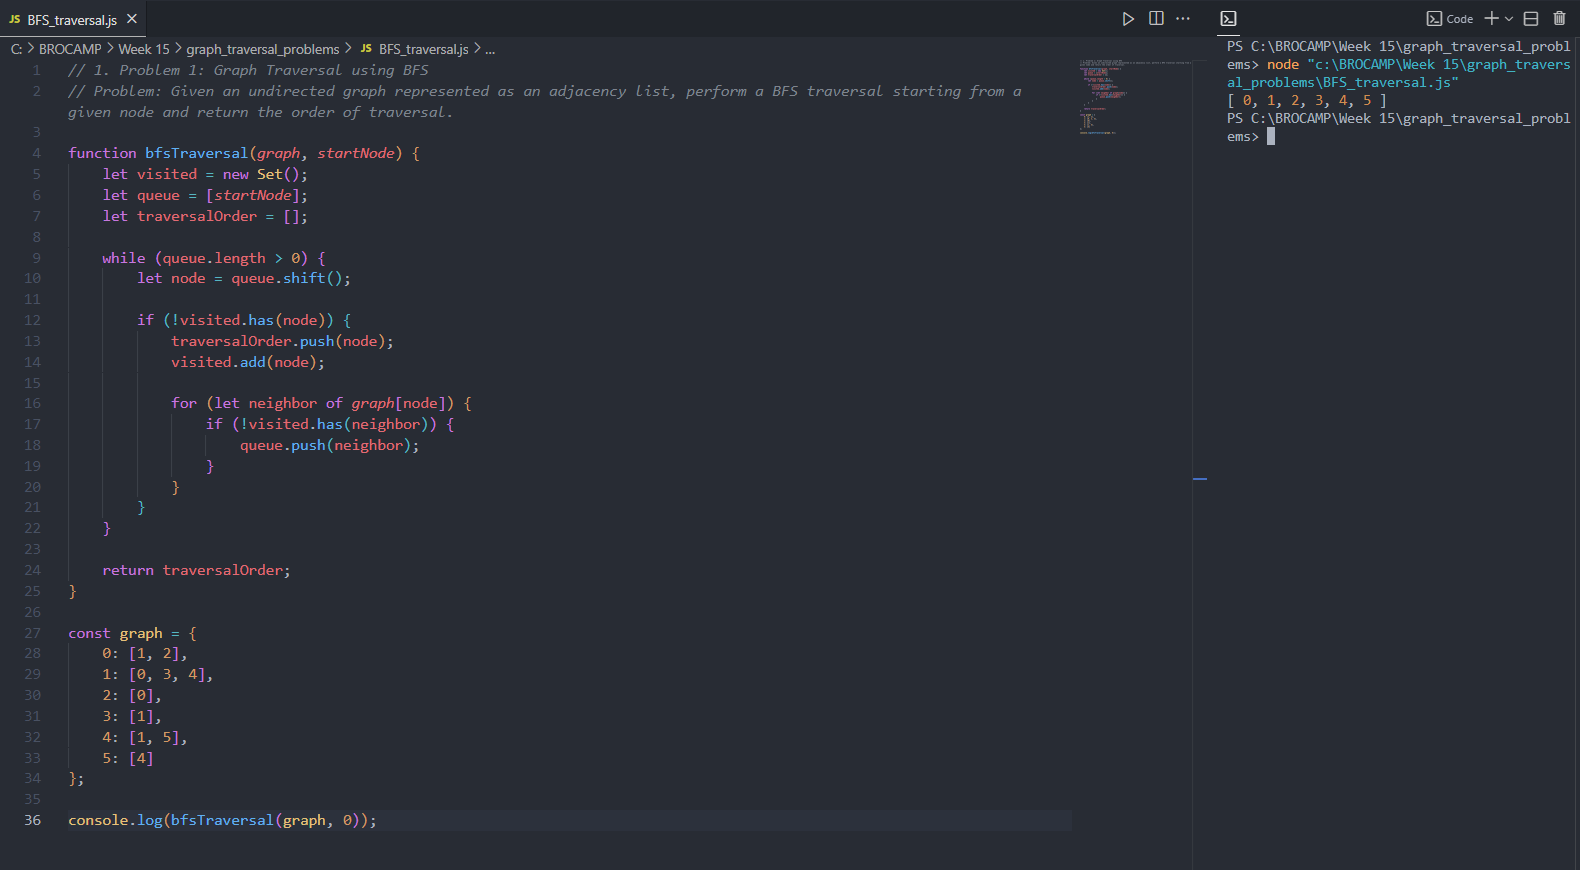 JS BFS_traversal.js
Code
C: > BROCAMP > Week 15 > graph_traversal_problems > JS BFS_traversal.js > ...
1 // 1. Problem 1: Graph Traversal using BFS
2 // Problem: Given an undirected graph represented as an adjacency list, perform a BFS traversal starting from a
given node and return the order of traversal.
3
4 function bfsTraversal(graph, startNode) {
5     let visited = new Set();
6     let queue = [startNode];
7     let traversalOrder = [];
8
9     while (queue.length > 0) {
10         let node = queue.shift();
11
12         if (!visited.has(node)) {
13             traversalOrder.push(node);
14             visited.add(node);
15
16             for (let neighbor of graph[node]) {
17                 if (!visited.has(neighbor)) {
18                     queue.push(neighbor);
19                 }
20             }
21         }
22     }
23
24     return traversalOrder;
25 }
26
27 const graph = {
28     0: [1, 2],
29     1: [0, 3, 4],
30     2: [0],
31     3: [1],
32     4: [1, 5],
33     5: [4]
34 };
35
36 console.log(bfsTraversal(graph, 0));
PS C:\BROCAMP\Week 15\graph_traversal_probl
ems> node "c:\BROCAMP\Week 15\graph_travers
al_problems\BFS_traversal.js"
[ 0, 1, 2, 3, 4, 5 ]
PS C:\BROCAMP\Week 15\graph_traversal_probl
ems>